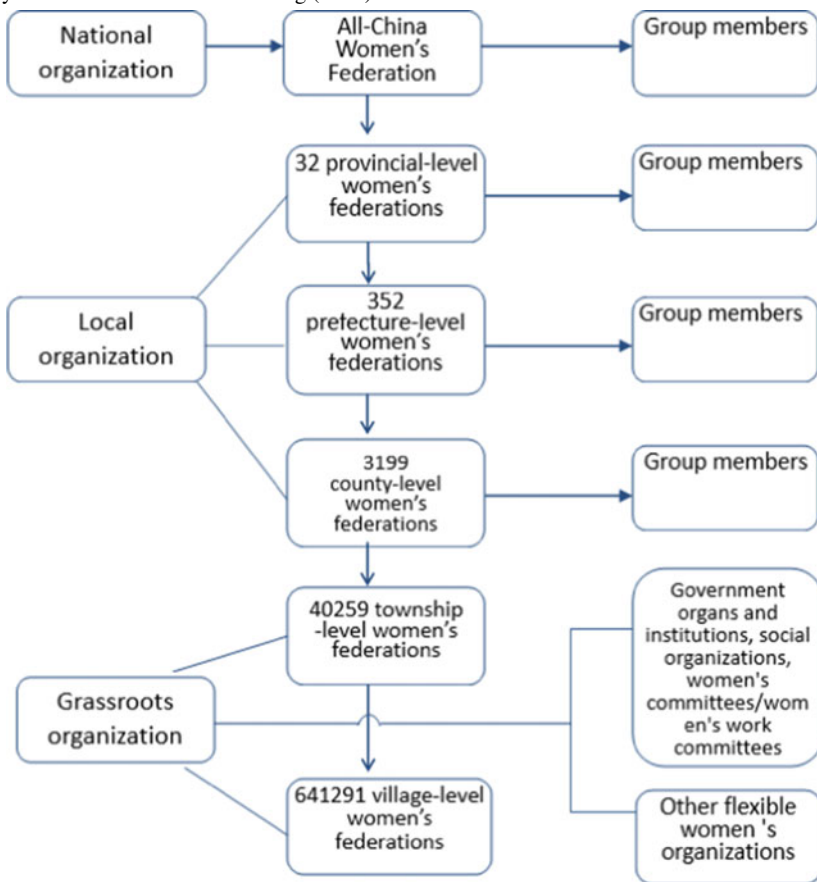 National
organization
All-China
Women's
Federation
Group members
32 provincial-level
women's
federations
Group members
Local
organization
352
prefecture-level
women's
federations
Group members
3199
county-level
women's
federations
Group members
40259 township
-level women's
federations
Government
organs and
institutions, social
organizations,
women's
committees/wom
en's work
committees
Grassroots
organization
641291 village-level
women's
federations
Other flexible
women 's
organizations